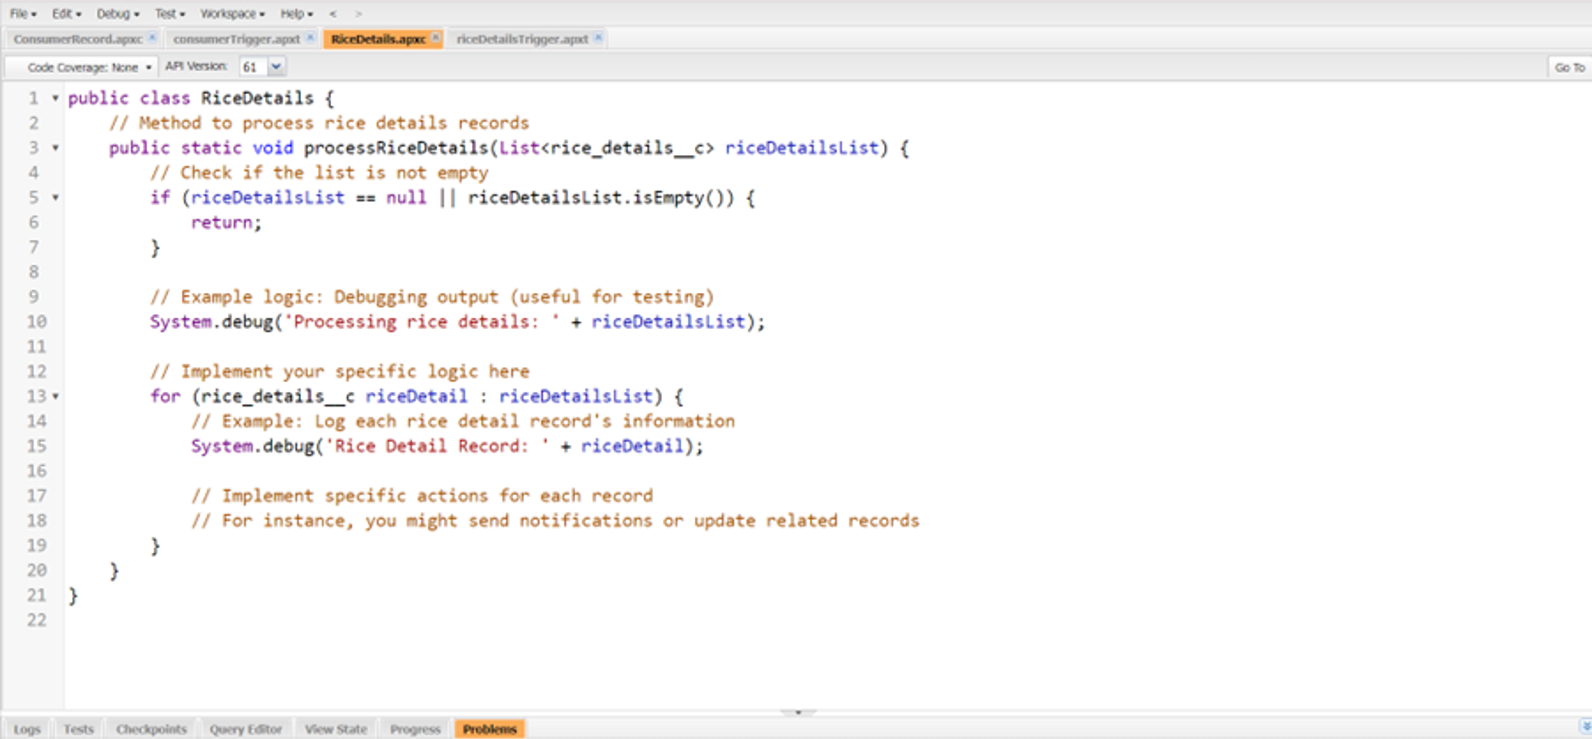 File Edit Debug Test Workspace Help < >
ConsumerRecord.apxc consumerTrigger.apxt RiceDetails.apxc riceDetailsTrigger.apxt
Code Coverage: None API Version: 61 Go To
1 public class RiceDetails {
2 // Method to process rice details records
3 public static void processRiceDetails(List<rice_details__c> riceDetailsList) {
4 // Check if the list is not empty
5 if (riceDetailsList == null || riceDetailsList.isEmpty()) {
6 return;
7 }
8
9 // Example logic: Debugging output (useful for testing)
10 System.debug('Processing rice details: ' + riceDetailsList);
11
12 // Implement your specific logic here
13 for (rice_details__c riceDetail : riceDetailsList) {
14 // Example: Log each rice detail record's information
15 System.debug('Rice Detail Record: ' + riceDetail);
16
17 // Implement specific actions for each record
18 // For instance, you might send notifications or update related records
19 }
20 }
21 }
22
Logs Tests Checkpoints Query Editor View State Progress Problems